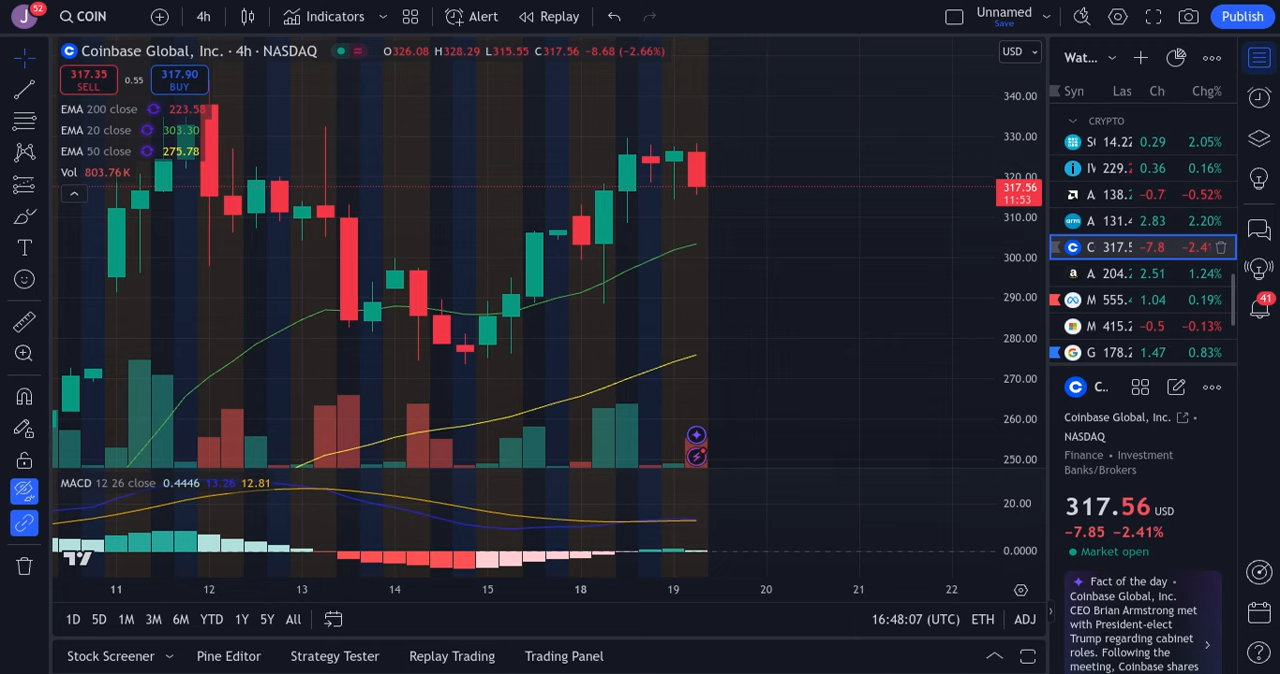 J 52 COIN 4h Indicators Alert Replay Unnamed Save Publish
Coinbase Global, Inc. · 4h · NASDAQ O326.08 H328.29 L315.55 C317.56 -8.68 (-2.66%) USD
317.35 SELL 0.55 317.90 BUY
EMA 200 close 223.58
EMA 20 close 303.30
EMA 50 close 275.78
Vol 803.76K
340.00
330.00
320.00
317.56
11:53
310.00
300.00
290.00
280.00
270.00
260.00
250.00
MACD 12 26 close 0.4446 13.26 12.81
20.00
0.0000
11 12 13 14 15 18 19 20 21 22
1D 5D 1M 3M 6M YTD 1Y 5Y All 16:48:07 (UTC) ETH ADJ
Stock Screener Pine Editor Strategy Tester Replay Trading Trading Panel
Wat...
Syn Las Ch Chg%
CRYPTO
14.22 0.29 2.05%
229. 0.36 0.16%
A 138. -0.7 -0.52%
A 131.4 2.83 2.20%
C 317.5 -7.8 -2.41
A 204. 2.51 1.24%
M 555. 1.04 0.19%
M 415.2 -0.5 -0.13%
G 178.2 1.47 0.83%
C..
Coinbase Global, Inc. •
NASDAQ
Finance • Investment
Banks/Brokers
317.56 USD
-7.85 -2.41%
Market open
Fact of the day •
Coinbase Global, Inc.
CEO Brian Armstrong met
with President-elect
Trump regarding cabinet
roles. Following the
meeting, Coinbase shares
41